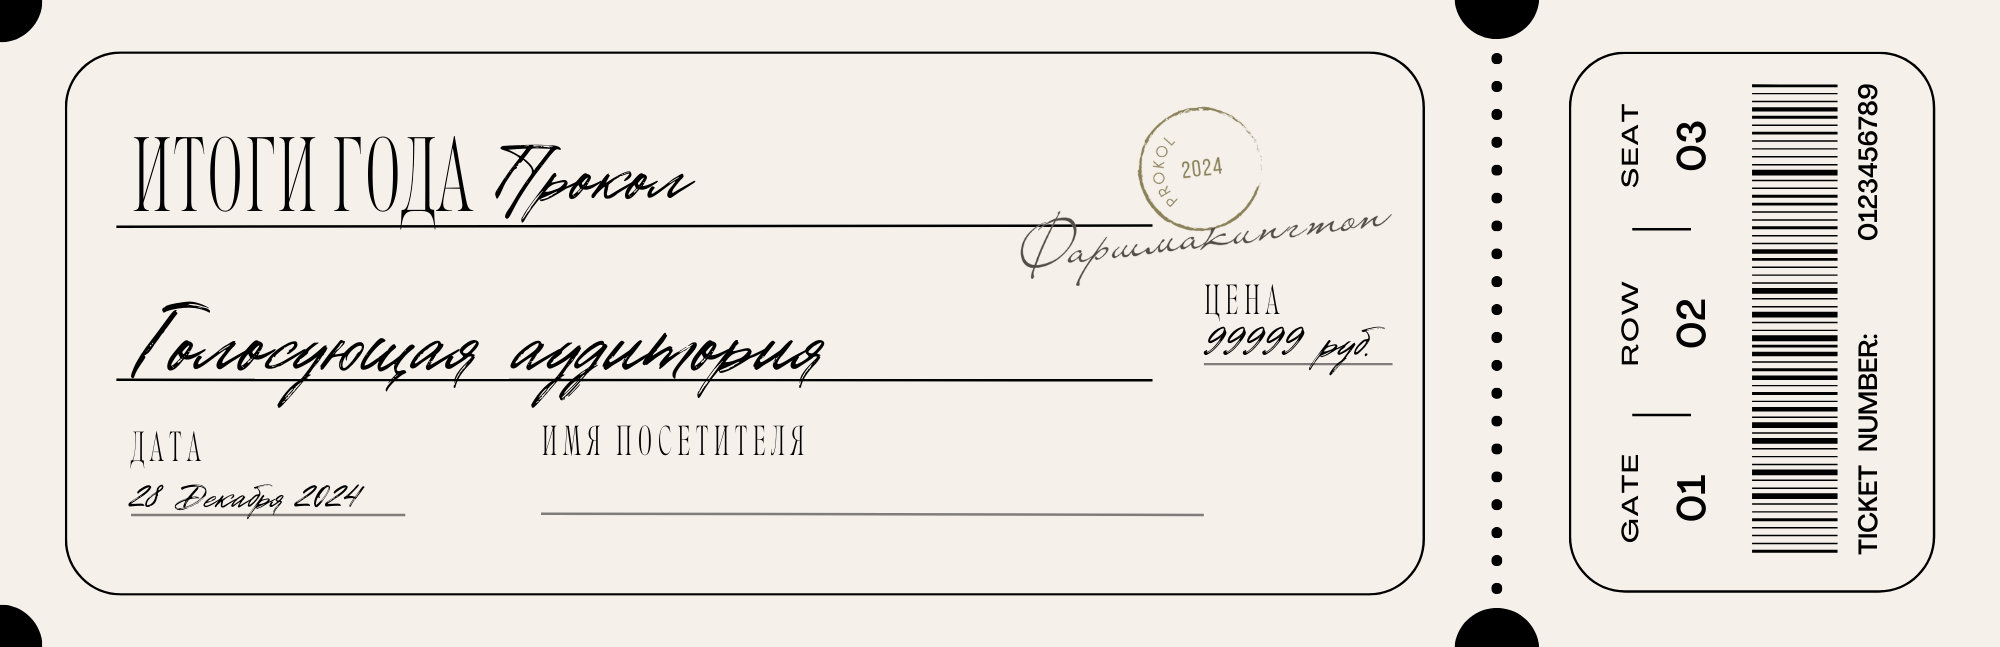 ИТОГИ ГОДА Прокол
PROKOL
2024
Фаршмакингтон
Голосующая аудитория
ЦЕНА
99999 руб.
ДАТА
28 Декабря 2024
ИМЯ ПОСЕТИТЕЛЯ
GATE
01
ROW
02
SEAT
03
TICKET NUMBER: 0123456789